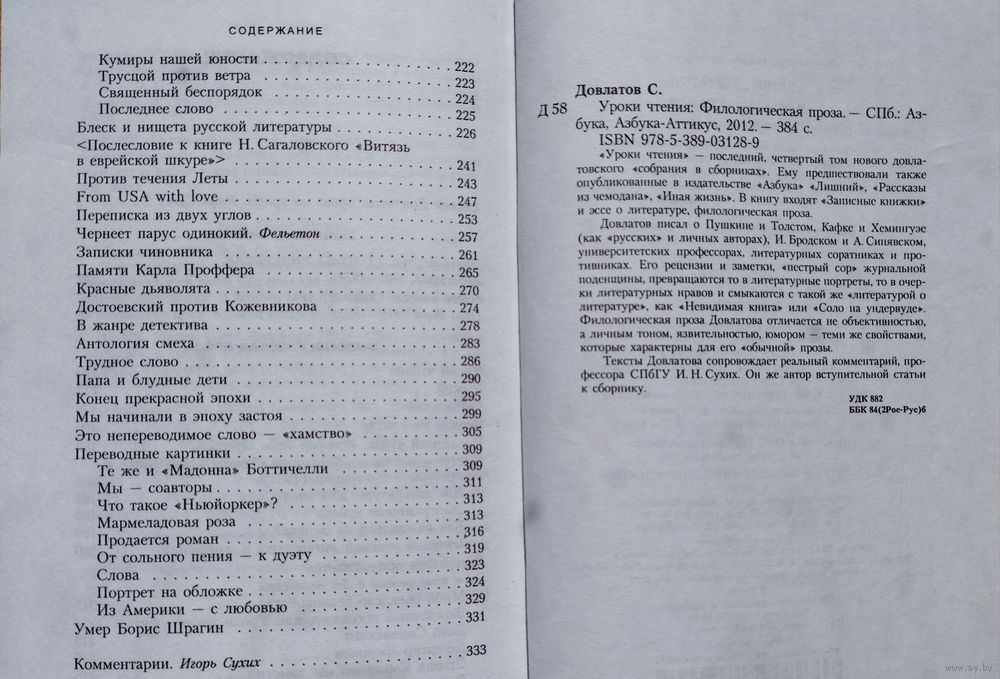 СОДЕРЖАНИЕ
Кумиры нашей юности . . . . . . . . . . . . . . . . . . . 222
Трусцой против ветра . . . . . . . . . . . . . . . . . . . 223
Священный беспорядок . . . . . . . . . . . . . . . . . . 224
Последнее слово . . . . . . . . . . . . . . . . . . . . . . 225
Блеск и нищета русской литературы . . . . . . . . . . . . 226
<Послесловие к книге Н. Сагаловского «Витязь
в еврейской шкуре»> . . . . . . . . . . . . . . . . . . . . 241
Против течения Леты . . . . . . . . . . . . . . . . . . . . 243
From USA with love . . . . . . . . . . . . . . . . . . . . . 247
Переписка из двух углов . . . . . . . . . . . . . . . . . . 253
Чернеет парус одинокий. Фельетон . . . . . . . . . . . . . 257
Записки чиновника . . . . . . . . . . . . . . . . . . . . . 261
Памяти Карла Проффера . . . . . . . . . . . . . . . . . . 265
Красные дьяволята . . . . . . . . . . . . . . . . . . . . . 270
Достоевский против Кожевникова . . . . . . . . . . . . . 274
В жанре детектива . . . . . . . . . . . . . . . . . . . . . 278
Антология смеха . . . . . . . . . . . . . . . . . . . . . . 283
Трудное слово . . . . . . . . . . . . . . . . . . . . . . . 286
Папа и блудные дети . . . . . . . . . . . . . . . . . . . . 290
Конец прекрасной эпохи . . . . . . . . . . . . . . . . . . 295
Мы начинали в эпоху застоя . . . . . . . . . . . . . . . . 299
Это непереводимое слово — «хамство» . . . . . . . . . . . 305
Переводные картинки . . . . . . . . . . . . . . . . . . . . 309
Те же и «Мадонна» Боттичелли . . . . . . . . . . . . . 309
Мы — соавторы . . . . . . . . . . . . . . . . . . . . . . 311
Что такое «Ньюйоркер»? . . . . . . . . . . . . . . . . . 313
Мармеладовая роза . . . . . . . . . . . . . . . . . . . . 313
Продается роман . . . . . . . . . . . . . . . . . . . . . 316
От сольного пения — к дуэту . . . . . . . . . . . . . . 319
Слова . . . . . . . . . . . . . . . . . . . . . . . . . . . 323
Портрет на обложке . . . . . . . . . . . . . . . . . . . . 324
Из Америки — с любовью . . . . . . . . . . . . . . . . . 329
Умер Борис Шрагин . . . . . . . . . . . . . . . . . . . . . 331
Комментарии. Игорь Сухих . . . . . . . . . . . . . . . . . 333
Довлатов С.
Д 58 Уроки чтения: Филологическая проза. — СПб.: Аз-
бука, Азбука-Аттикус, 2012. — 384 с.
ISBN 978-5-389-03128-9
«Уроки чтения» — последний, четвертый том нового довла-
товского «собрания в сборниках». Ему предшествовали также
опубликованные в издательстве «Азбука» «Лишний», «Рассказы
из чемодана», «Иная жизнь». В книгу входят «Записные книжки»
и эссе о литературе, филологическая проза.
Довлатов писал о Пушкине и Толстом, Кафке и Хемингуэе
(как «русских» и личных авторах), И. Бродском и А. Синявском,
университетских профессорах, литературных соратниках и про-
тивниках. Его рецензии и заметки, «пестрый сор» журнальной
поденщины, превращаются то в литературные портреты, то в очер-
ки литературных нравов и смыкаются с такой же «литературой о
литературе», как «Невидимая книга» или «Соло на ундервуде».
Филологическая проза Довлатова отличается не объективностью,
а личным тоном, язвительностью, юмором — теми же свойствами,
которые характерны для его «обычной» прозы.
Тексты Довлатова сопровождает реальный комментарий, про-
фессора СПбГУ И. Н. Сухих. Он же автор вступительной статьи
к сборнику.
УДК 882
ББК 84(2Рос-Рус)6
www.ay.by